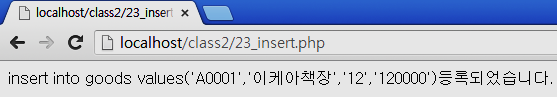 localhost/class2/23_insert.
localhost/class2/23_insert.php
insert into goods values('A0001','이케아책장','12','120000')등록되었습니다.